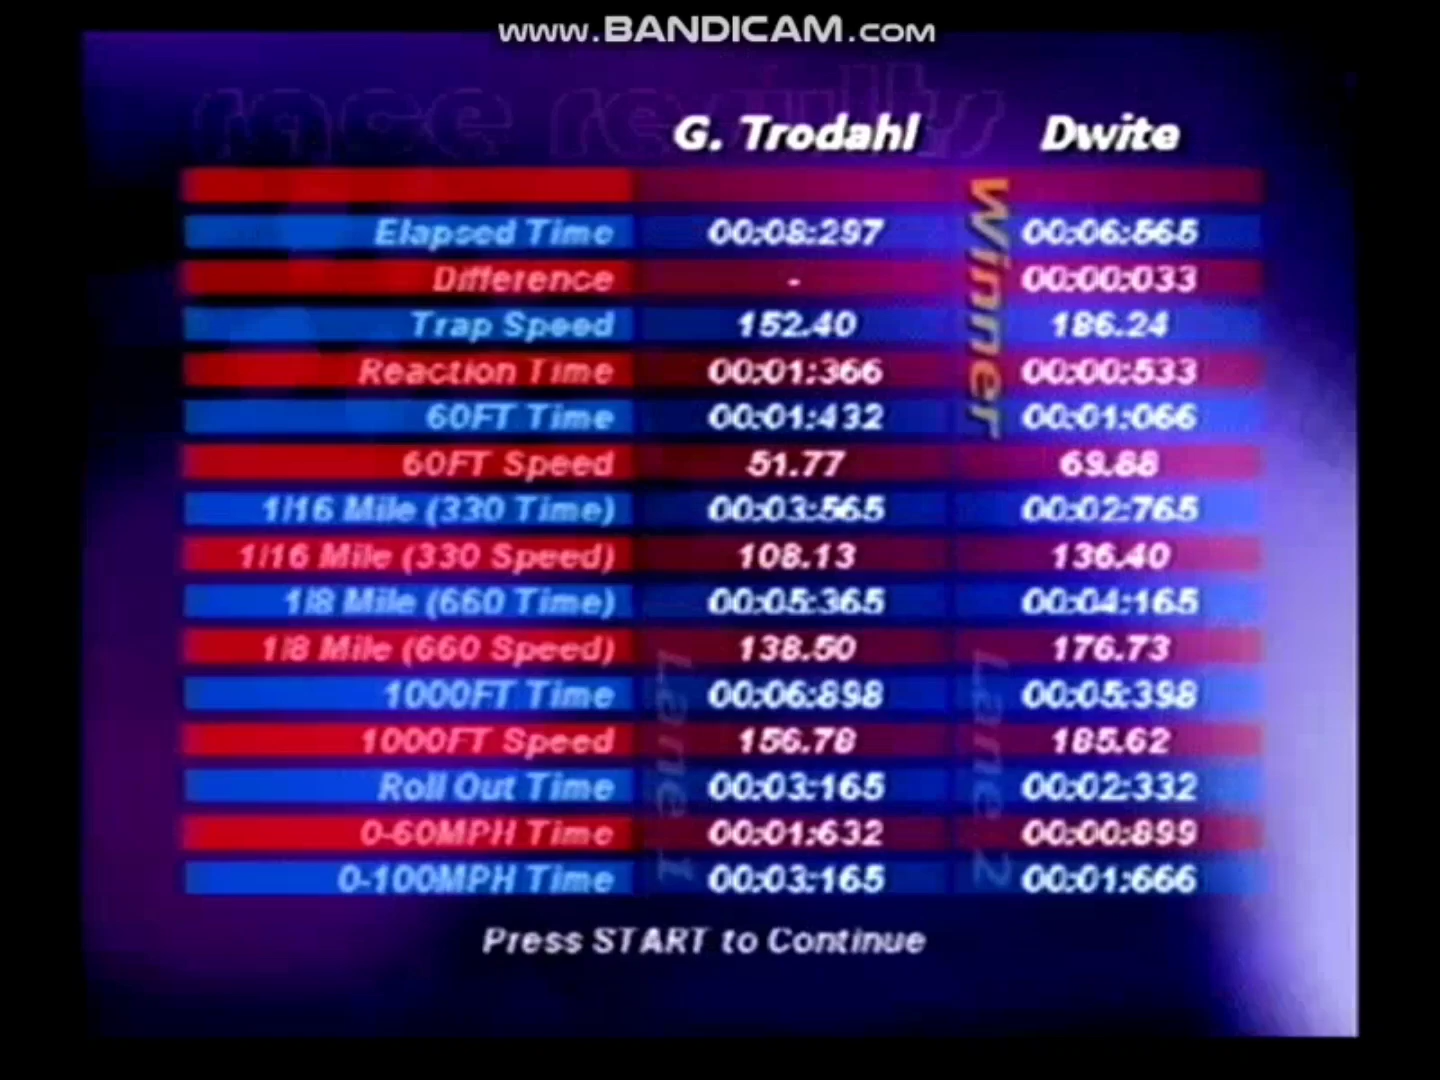 www.BANDICAM.com
race results
G. Trodahl Dwite
Winner
Elapsed Time 00:08:297 00:06:565
Difference - 00:00:033
Trap Speed 152.40 186.24
Reaction Time 00:01:366 00:00:533
60FT Time 00:01:432 00:01:066
60FT Speed 51.77 69.88
1/16 Mile (330 Time) 00:03:565 00:02:765
1/16 Mile (330 Speed) 108.13 136.40
1/8 Mile (660 Time) 00:05:365 00:04:165
1/8 Mile (660 Speed) 138.50 176.73
1000FT Time 00:06:898 00:05:398
1000FT Speed 156.78 185.62
Roll Out Time 00:03:165 00:02:332
0-60MPH Time 00:01:632 00:00:899
0-100MPH Time 00:03:165 00:01:666
Lane 1
Lane 2
Press START to Continue